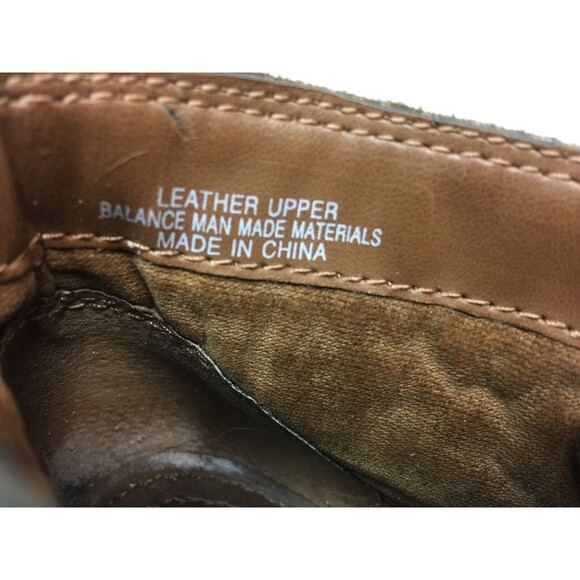 LEATHER UPPER
BALANCE MAN MADE MATERIALS
MADE IN CHINA